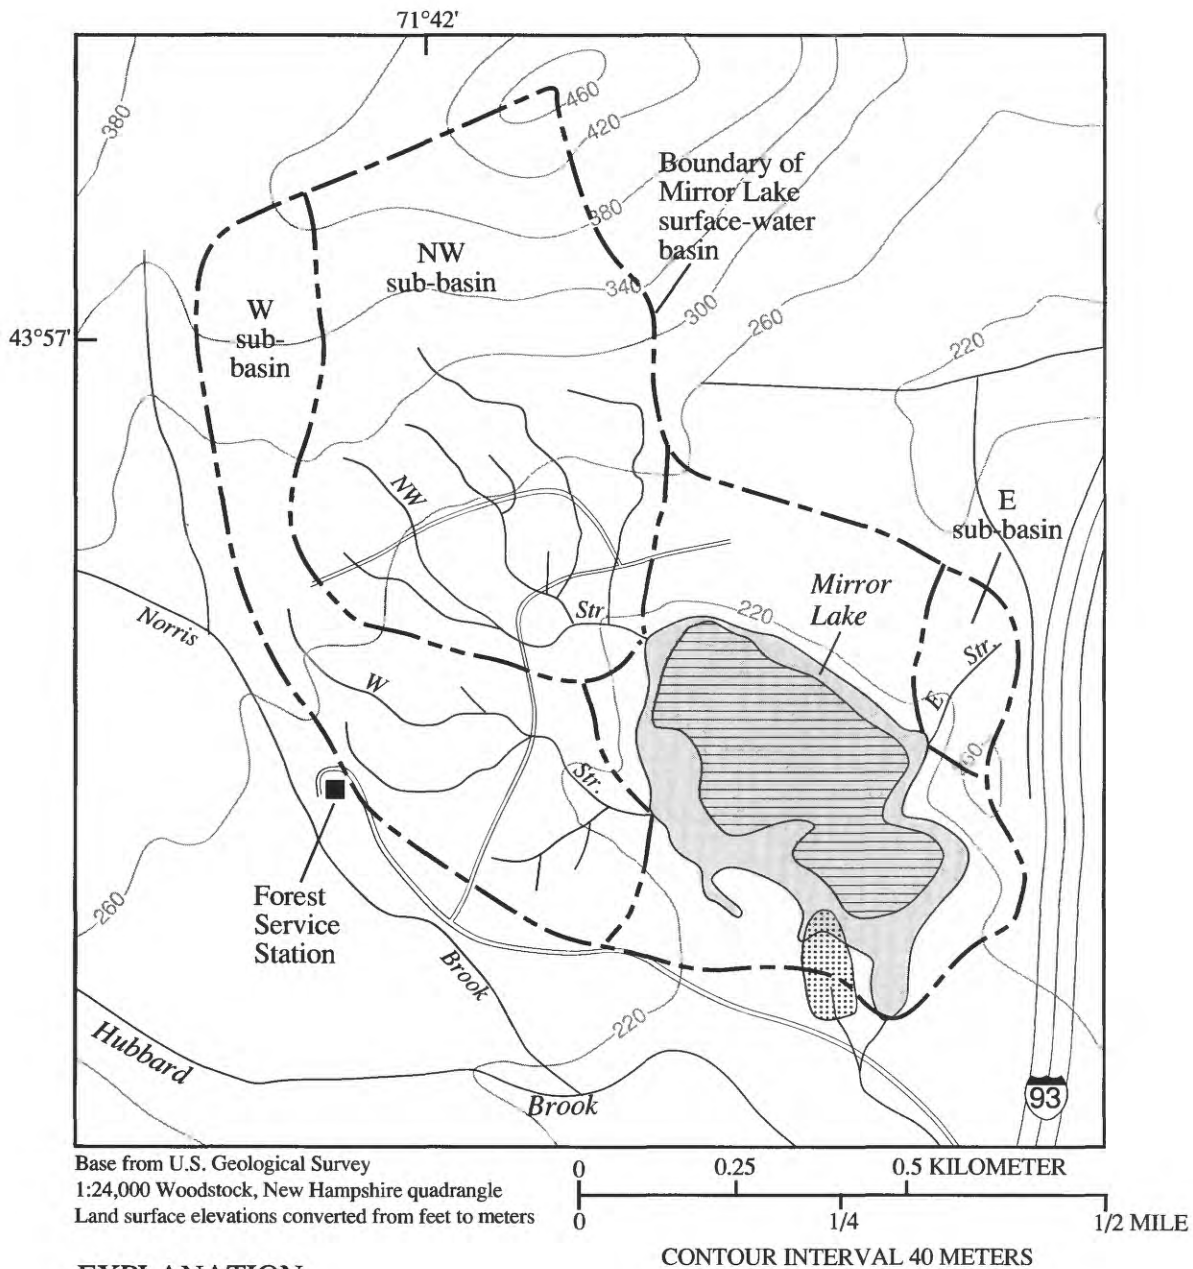 71°42'
380
460
420
Boundary of
Mirror Lake
surface-water
basin
380
NW
sub-basin
340
300
260
220
W
sub-
basin
43°57'
NW
E
sub-basin
Mirror
Lake
220
Str.
Norris
Str.
W
E
260
Str.
260
Forest
Service
Station
Brook
220
Hubbard
Brook
93
Base from U.S. Geological Survey
1:24,000 Woodstock, New Hampshire quadrangle
Land surface elevations converted from feet to meters
0 0.25 0.5 KILOMETER
0 1/4 1/2 MILE
CONTOUR INTERVAL 40 METERS